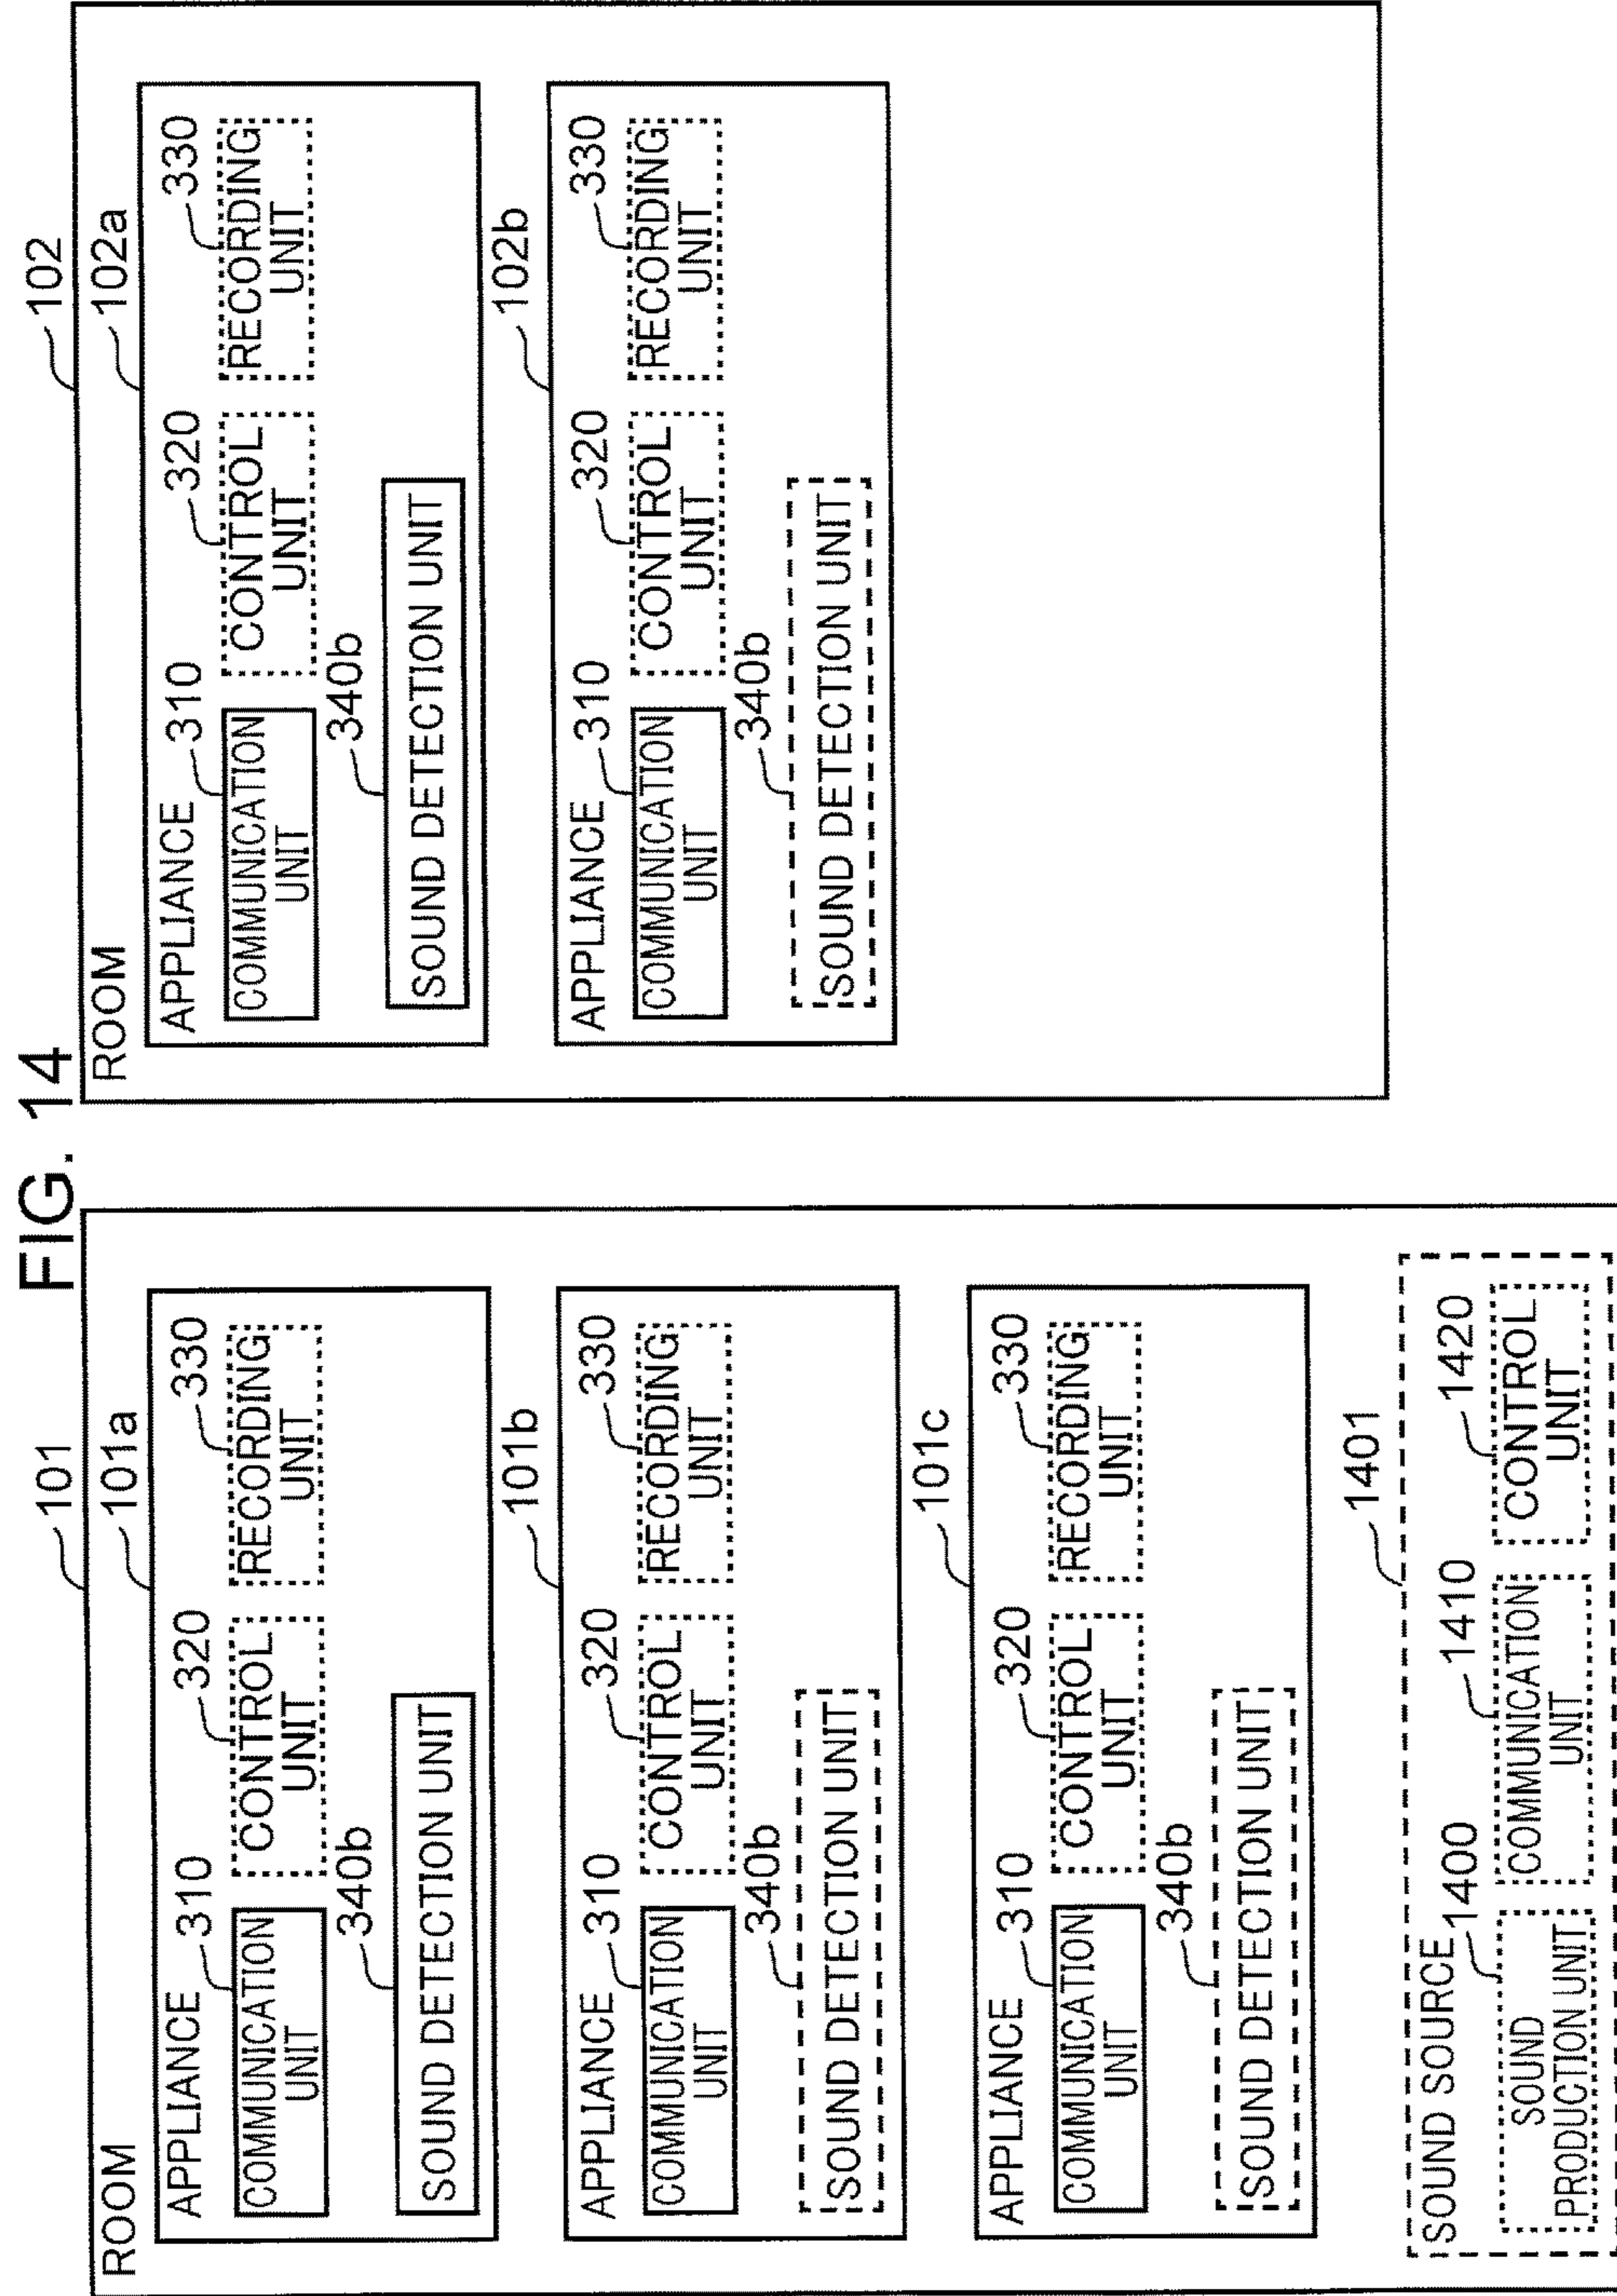 FIG. 14
101
ROOM
101a
APPLIANCE
310
320
330
COMMUNICATION
UNIT
CONTROL
UNIT
RECORDING
UNIT
340b
SOUND DETECTION UNIT
101b
APPLIANCE
310
320
330
COMMUNICATION
UNIT
CONTROL
UNIT
RECORDING
UNIT
340b
SOUND DETECTION UNIT
101c
APPLIANCE
310
320
330
COMMUNICATION
UNIT
CONTROL
UNIT
RECORDING
UNIT
340b
SOUND DETECTION UNIT
1401
SOUND SOURCE
1400
1410
1420
SOUND
PRODUCTION UNIT
COMMUNICATION
UNIT
CONTROL
UNIT
102
ROOM
102a
APPLIANCE
310
320
330
COMMUNICATION
UNIT
CONTROL
UNIT
RECORDING
UNIT
340b
SOUND DETECTION UNIT
102b
APPLIANCE
310
320
330
COMMUNICATION
UNIT
CONTROL
UNIT
RECORDING
UNIT
340b
SOUND DETECTION UNIT